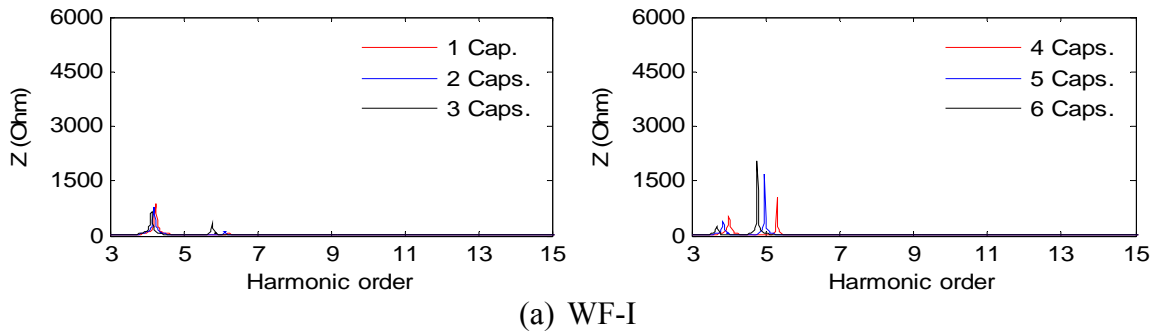 6000
4500
3000
1500
0
Z (Ohm)
3 5 7 9 11 13 15
Harmonic order
1 Cap.
2 Caps.
3 Caps.
6000
4500
3000
1500
0
Z (Ohm)
3 5 7 9 11 13 15
Harmonic order
4 Caps.
5 Caps.
6 Caps.
(a) WF-I